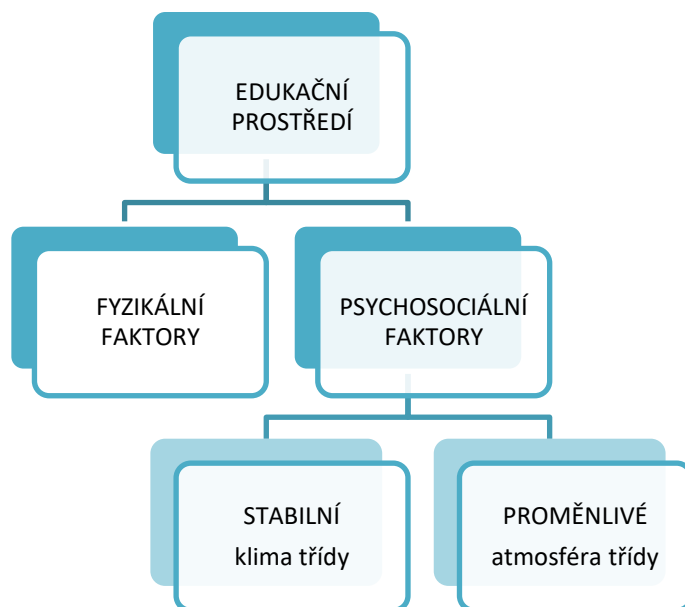 EDUKAČNÍ
PROSTŘEDÍ
FYZIKÁLNÍ
FAKTORY
PSYCHOSOCIÁLNÍ
FAKTORY
STABILNÍ
klima třídy
PROMĚNLIVÉ
atmosféra třídy